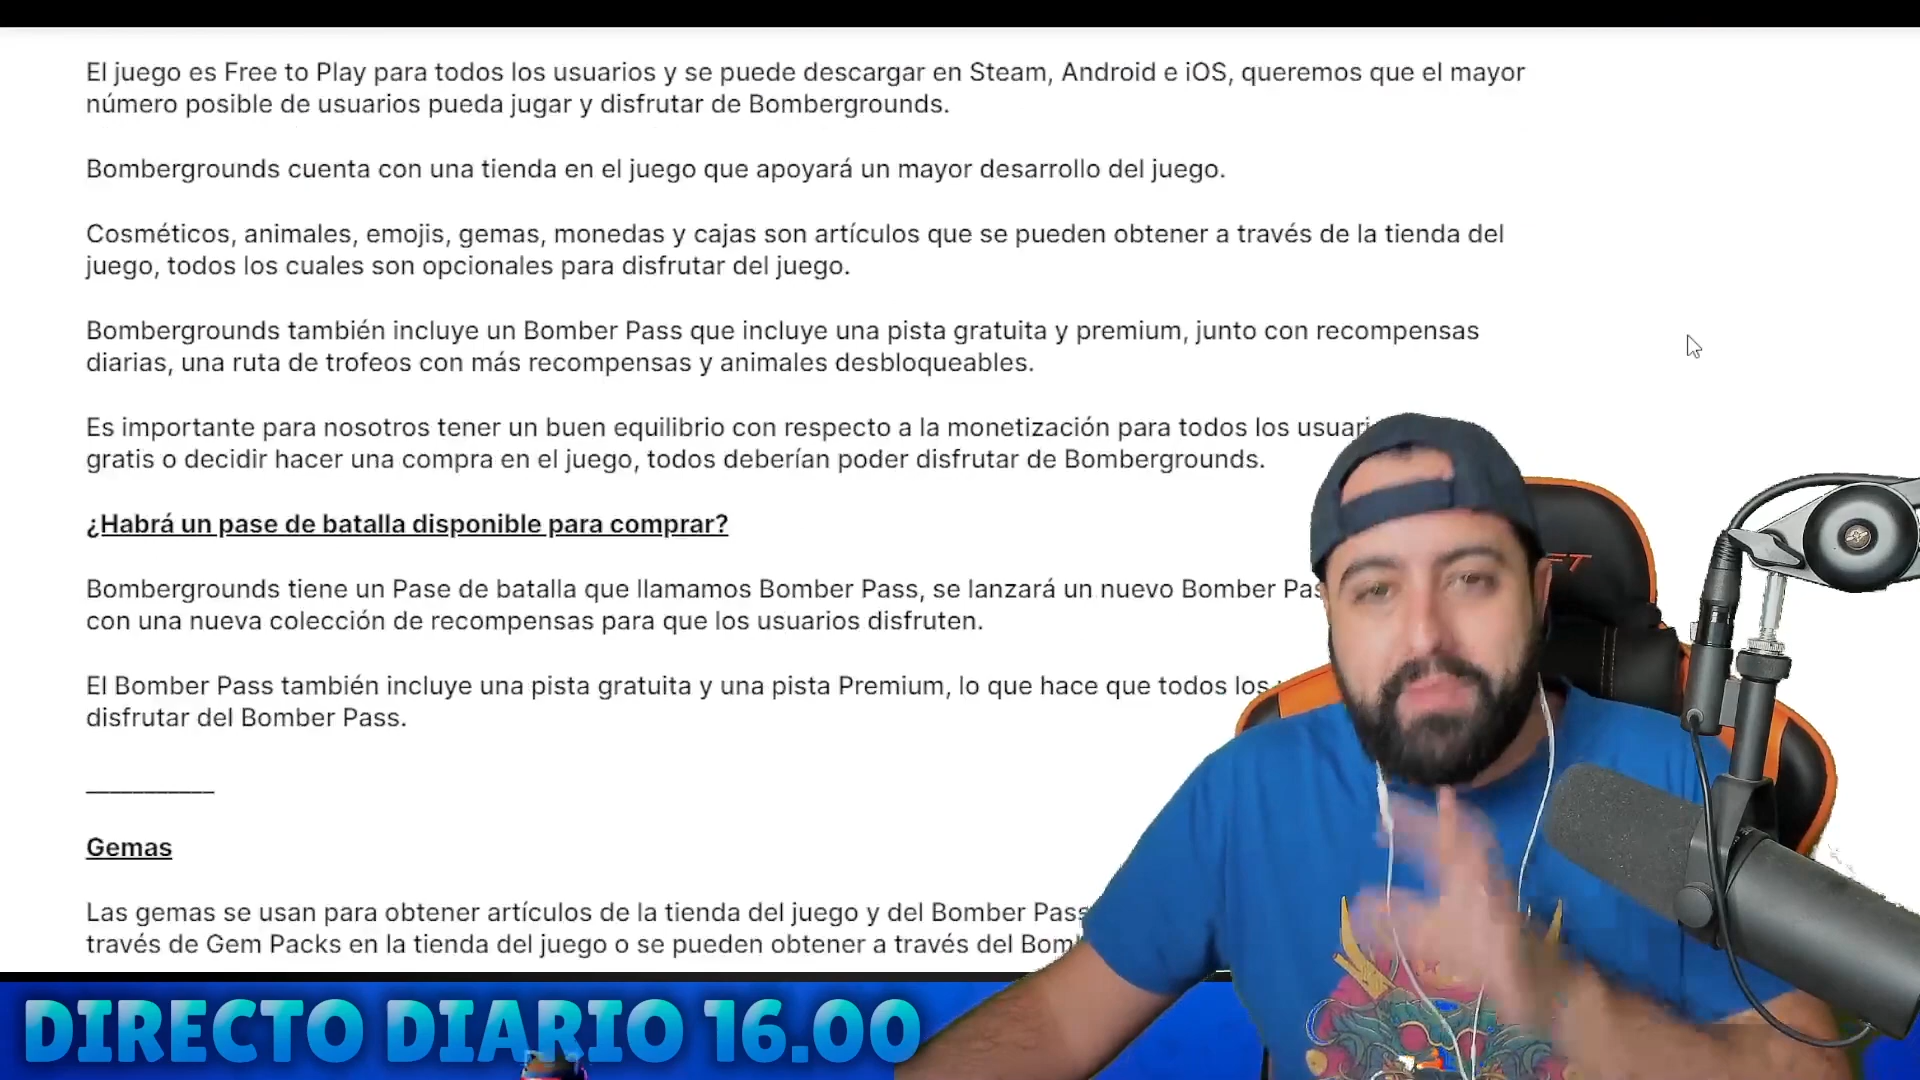 El juego es Free to Play para todos los usuarios y se puede descargar en Steam, Android e iOS, queremos que el mayor
número posible de usuarios pueda jugar y disfrutar de Bombergrounds.
Bombergrounds cuenta con una tienda en el juego que apoyará un mayor desarrollo del juego.
Cosméticos, animales, emojis, gemas, monedas y cajas son artículos que se pueden obtener a través de la tienda del
juego, todos los cuales son opcionales para disfrutar del juego.
Bombergrounds también incluye un Bomber Pass que incluye una pista gratuita y premium, junto con recompensas
diarias, una ruta de trofeos con más recompensas y animales desbloqueables.
Es importante para nosotros tener un buen equilibrio con respecto a la monetización para todos los
gratis o decidir hacer una compra en el juego, todos deberían poder disfrutar de Bombergrounds.
¿Habrá un pase de batalla disponible para comprar?
Bombergrounds tiene un Pase de batalla que llamamos Bomber Pass, se lanzará un nuevo Bomber
con una nueva colección de recompensas para que los usuarios disfruten.
El Bomber Pass también incluye una pista gratuita y una pista Premium, lo que hace que todos los
disfrutar del Bomber Pass.
___________
Gemas
Las gemas se usan para obtener artículos de la tienda del juego y del Bomber Pass
través de Gem Packs en la tienda del juego o se pueden obtener a través del
DIRECTO DIARIO 16.00